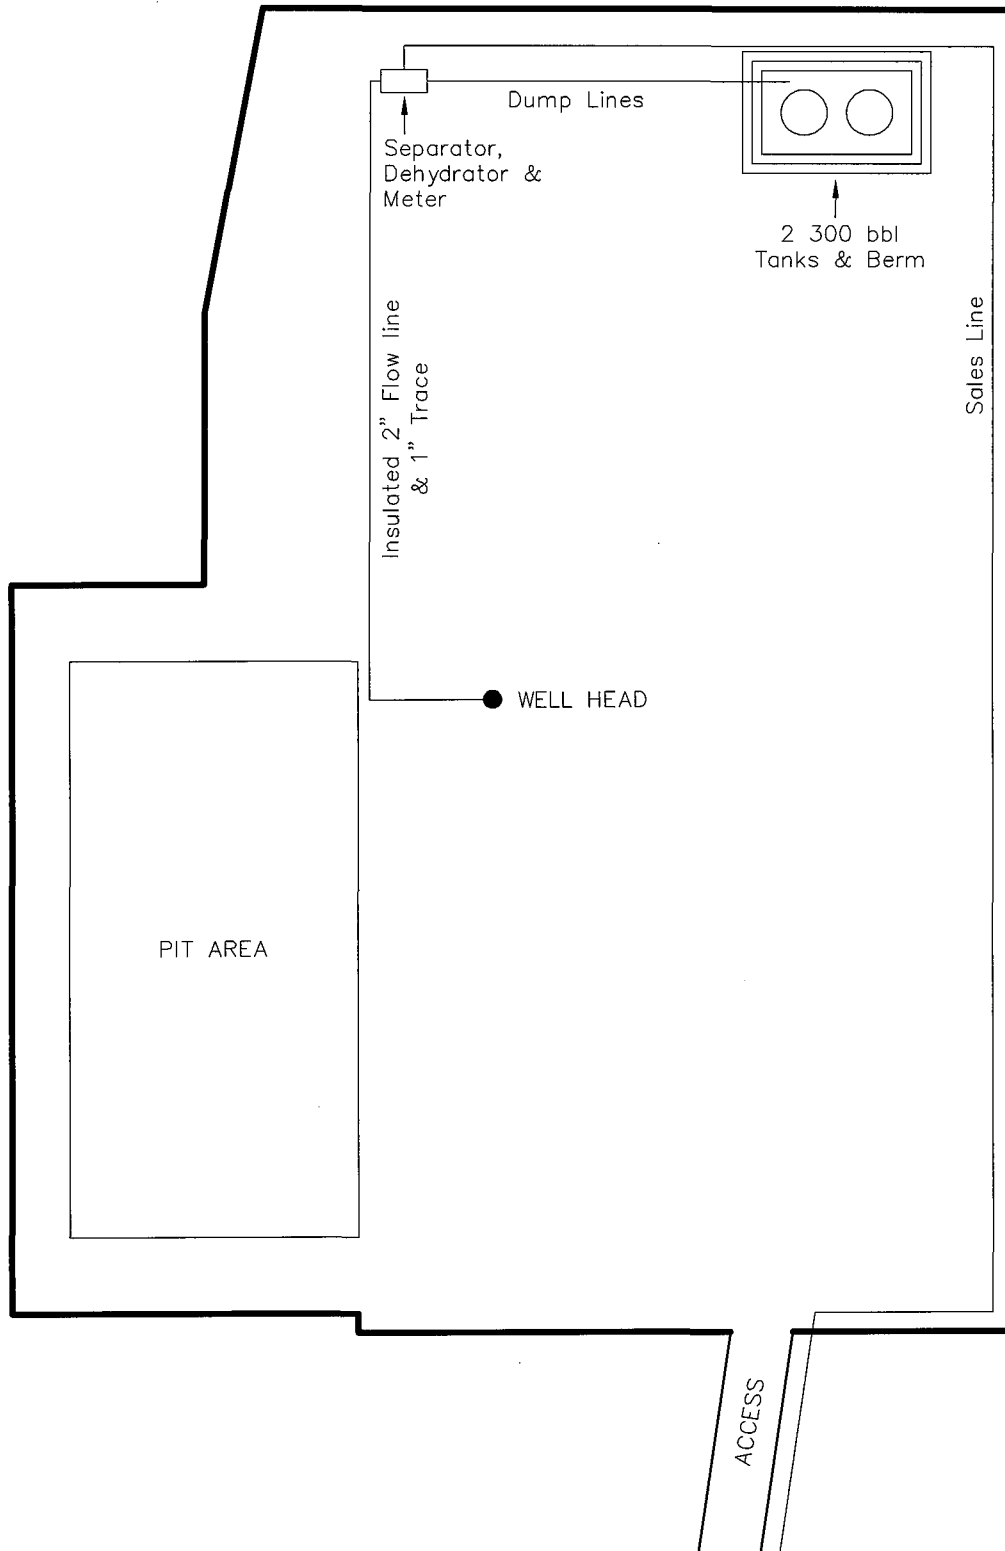 Dump Lines
Separator,
Dehydrator &
Meter
2 300 bbl
Tanks & Berm
Insulated 2" Flow line
& 1" Trace
Sales Line
WELL HEAD
PIT AREA
ACCESS